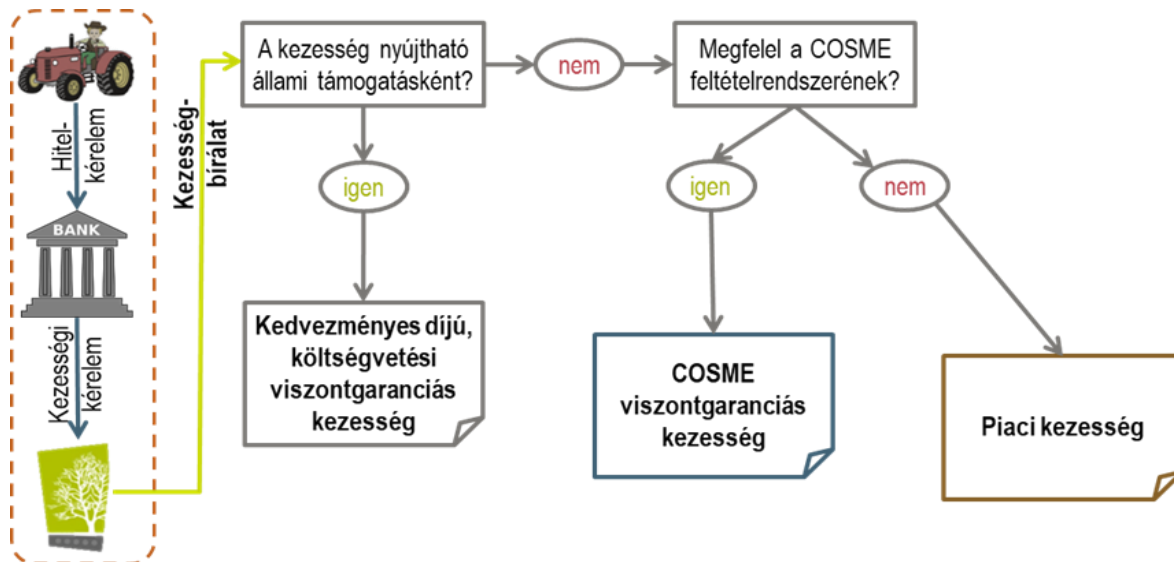 Hitel-
kérelem
BANK
Kezességi
kérelem
Kezesség-
bírálat
A kezesség nyújtható
állami támogatásként?
nem
Megfelel a COSME
feltételrendszerének?
igen
igen
nem
Kedvezményes díjú,
költségvetési
viszontgaranciás
kezesség
COSME
viszontgaranciás
kezesség
Piaci kezesség